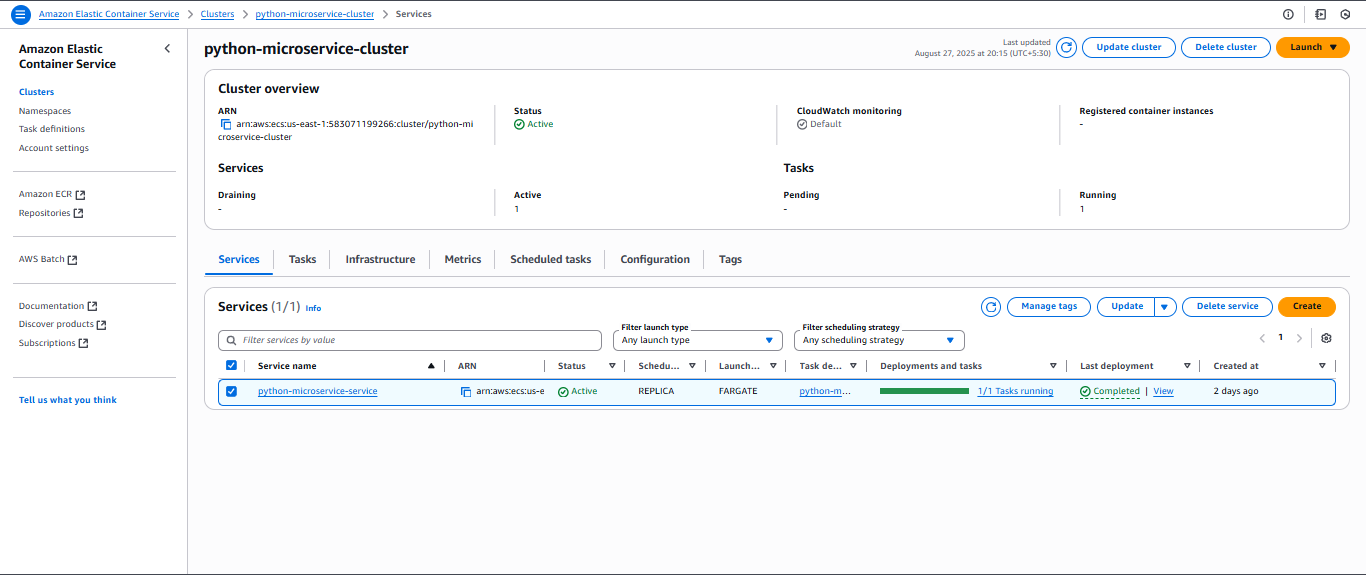 Amazon Elastic Container Service > Clusters > python-microservice-cluster > Services
Amazon Elastic
Container Service
Clusters
Namespaces
Task definitions
Account settings
Amazon ECR
Repositories
AWS Batch
Documentation
Discover products
Subscriptions
Tell us what you think
python-microservice-cluster
Last updated
August 27, 2025 at 20:15 (UTC+5:30)
Update cluster
Delete cluster
Launch
Cluster overview
ARN
arn:aws:ecs:us-east-1:583071199266:cluster/python-mi
croservice-cluster
Status
Active
CloudWatch monitoring
Default
Registered container instances
-
Services
Tasks
Draining
-
Active
1
Pending
-
Running
1
Services Tasks Infrastructure Metrics Scheduled tasks Configuration Tags
Services (1/1) Info
Manage tags
Update
Delete service
Create
Filter services by value
Filter launch type
Any launch type
Filter scheduling strategy
Any scheduling strategy
1
Service name ARN Status Schedu... Launch... Task de... Deployments and tasks Last deployment Created at
python-microservice-service arn:aws:ecs:us-e Active REPLICA FARGATE python-m... 1/1 Tasks running Completed | View 2 days ago